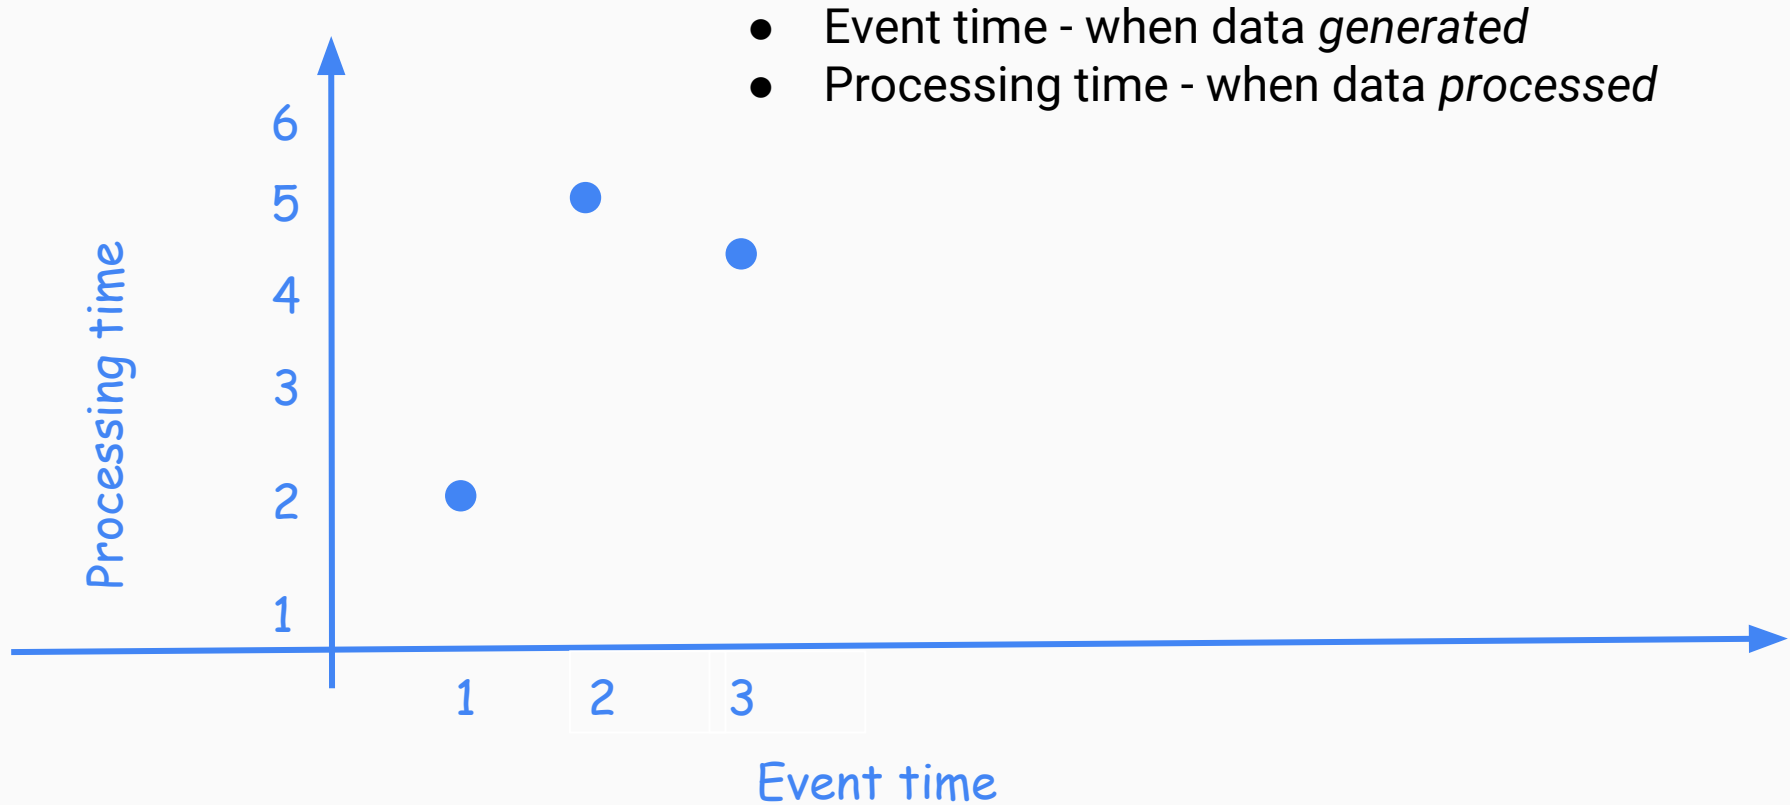 ● Event time - when data generated
● Processing time - when data processed
6
5
4
3
2
1
Processing time
1 2 3
Event time